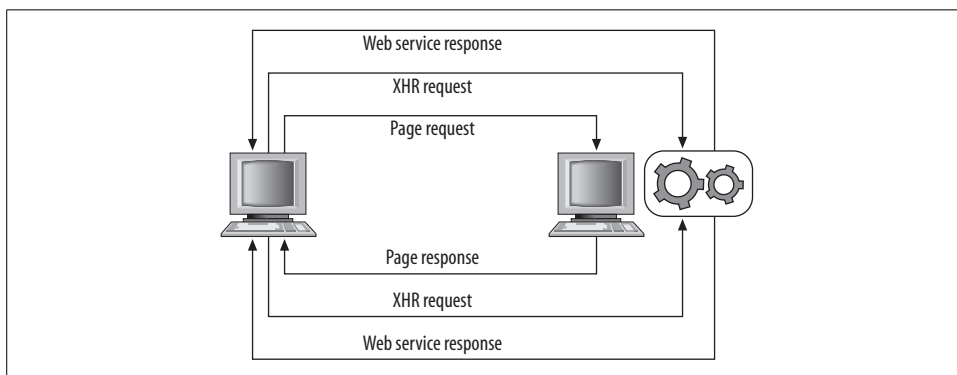 Web service response
XHR request
Page request
Page response
XHR request
Web service response